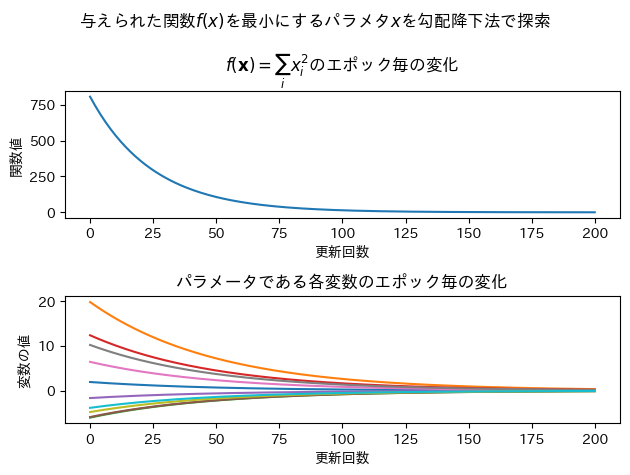 与えられた関数f(x)を最小にするパラメタxを勾配降下法で探索
f(𝐱) = ∑_i x_i^2のエポック毎の変化
750
500
250
0
関数値
0 25 50 75 100 125 150 175 200
更新回数
パラメータである各変数のエポック毎の変化
20
10
0
変数の値
0 25 50 75 100 125 150 175 200
更新回数